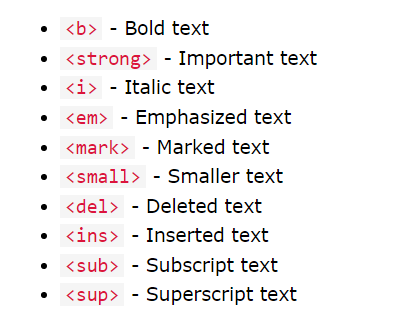 <b> - Bold text
<strong> - Important text
<i> - Italic text
<em> - Emphasized text
<mark> - Marked text
<small> - Smaller text
<del> - Deleted text
<ins> - Inserted text
<sub> - Subscript text
<sup> - Superscript text